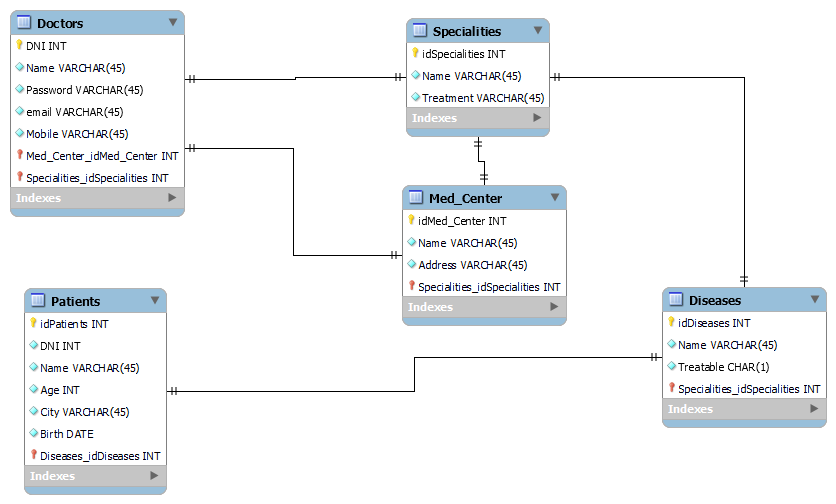 Doctors
DNI INT
Name VARCHAR(45)
Password VARCHAR(45)
email VARCHAR(45)
Mobile VARCHAR(45)
Med_Center_idMed_Center INT
Specialities_idSpecialities INT
Indexes
Specialities
idSpecialities INT
Name VARCHAR(45)
Treatment VARCHAR(45)
Indexes
Med_Center
idMed_Center INT
Name VARCHAR(45)
Address VARCHAR(45)
Specialities_idSpecialities INT
Indexes
Patients
idPatients INT
DNI INT
Name VARCHAR(45)
Age INT
City VARCHAR(45)
Birth DATE
Diseases_idDiseases INT
Indexes
Diseases
idDiseases INT
Name VARCHAR(45)
Treatable CHAR(1)
Specialities_idSpecialities INT
Indexes